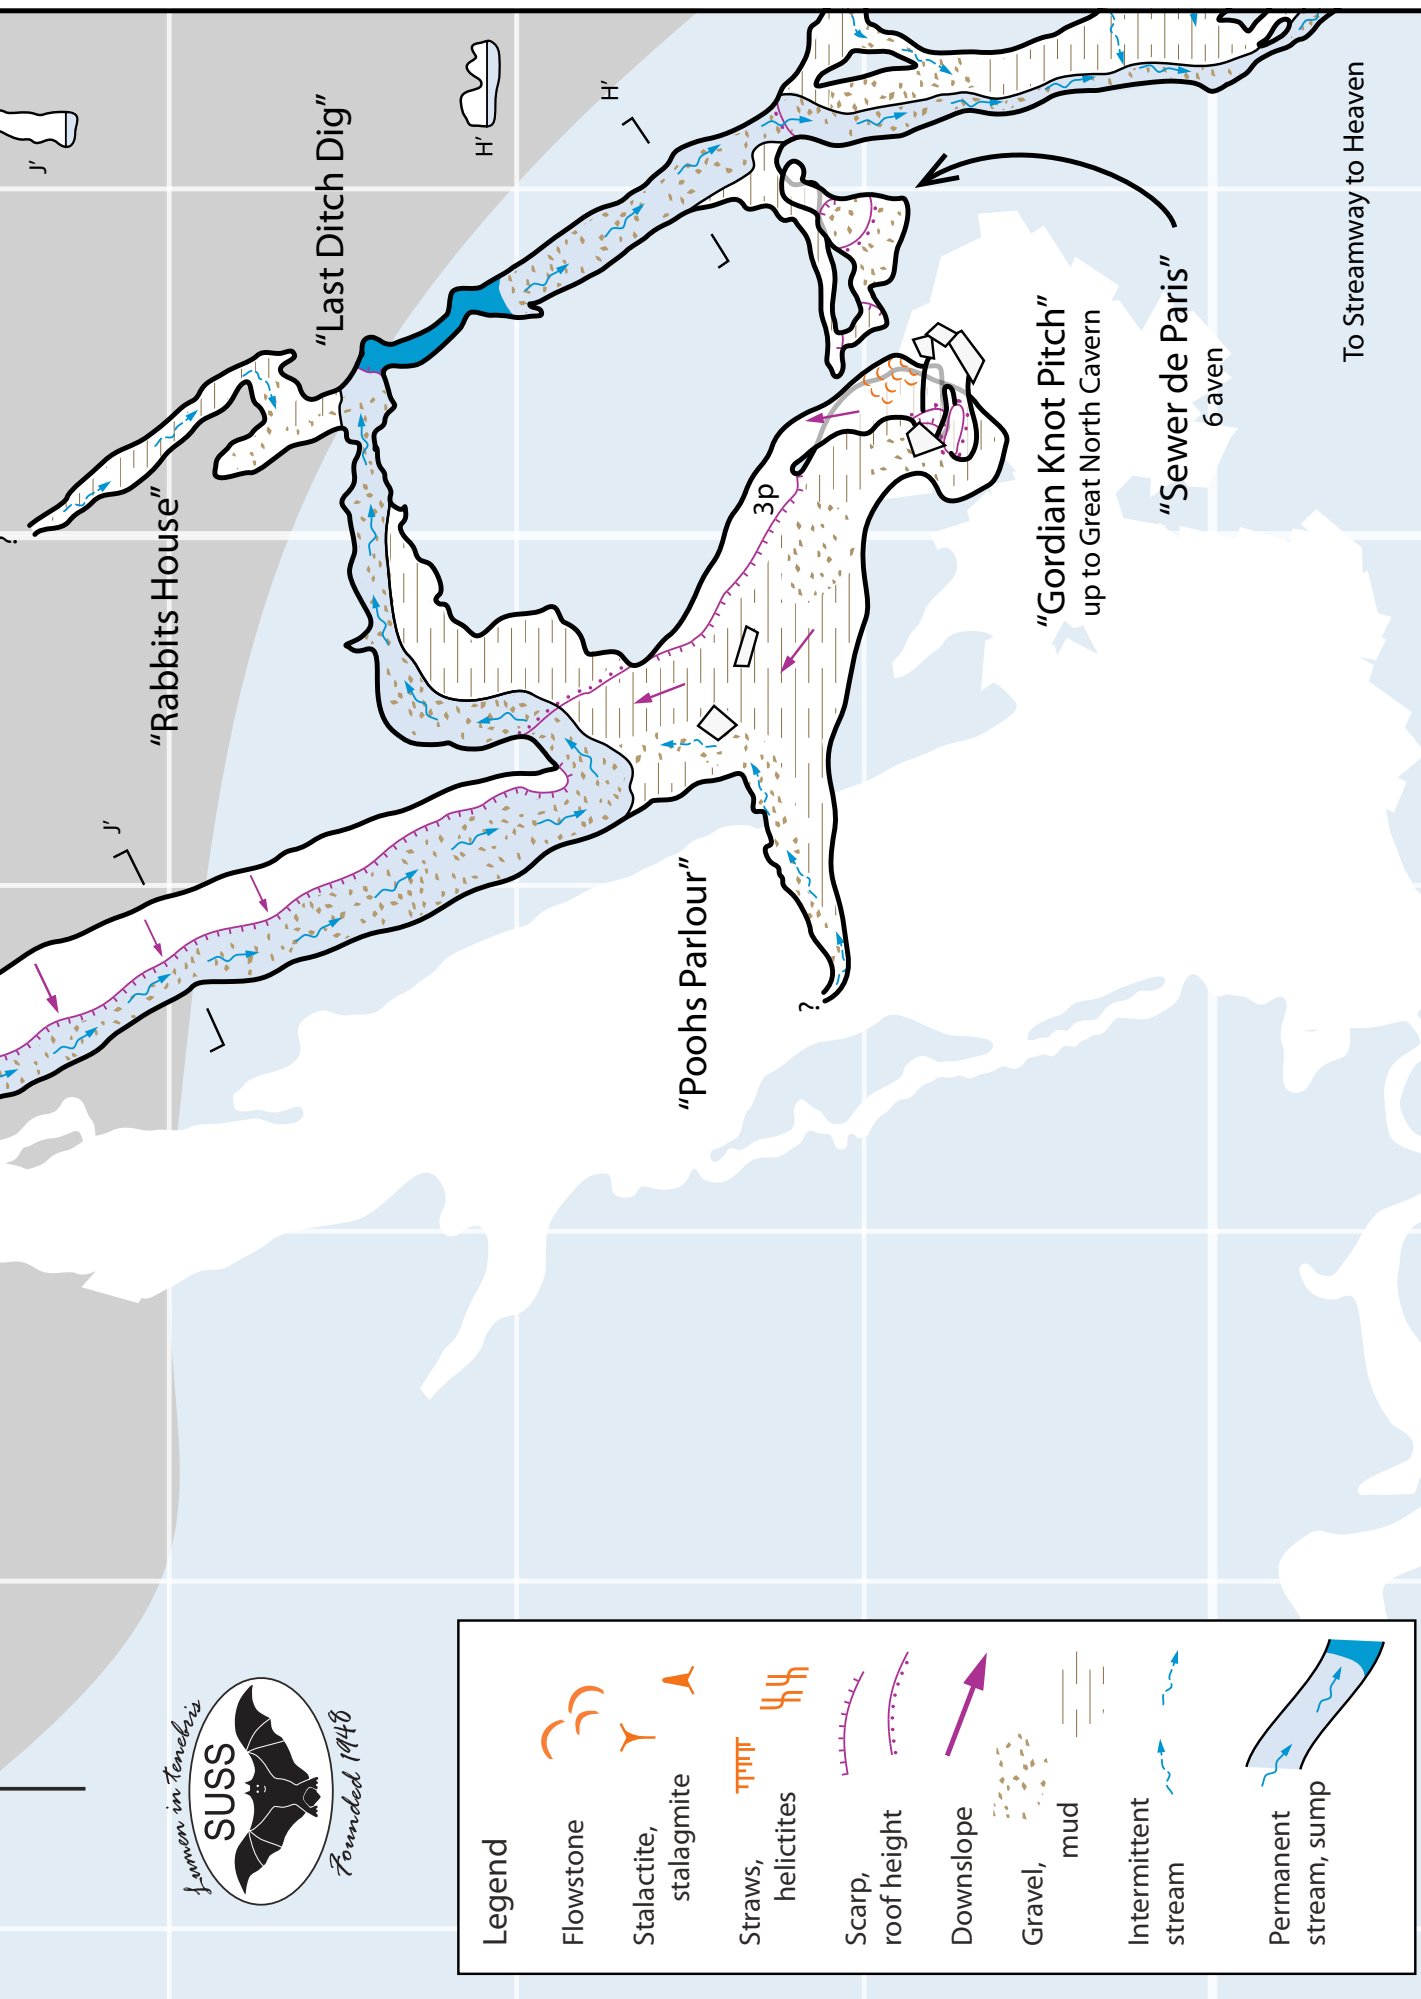 J'
H'
H'
"Last Ditch Dig"
?
"Rabbits House"
3p
"Gordian Knot Pitch"
up to Great North Cavern
"Sewer de Paris"
6 aven
To Streamway to Heaven
J'
"Poohs Parlour"
?
Lumen in tenebris
SUSS
Founded 1948
Legend
Flowstone
Stalactite,
stalagmite
Straws,
helictites
Scarp,
roof height
Downslope
Gravel,
mud
Intermittent
stream
Permanent
stream, sump